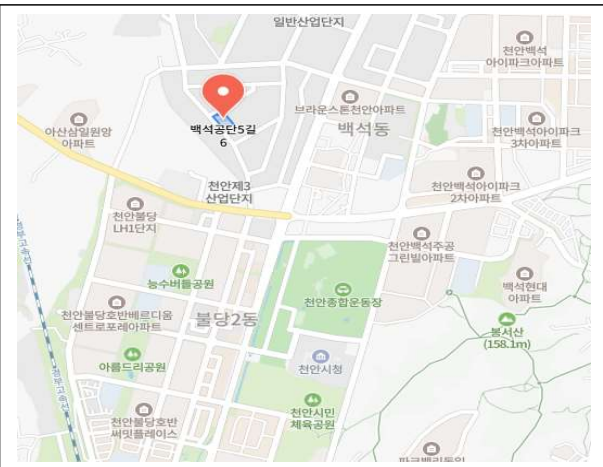 일반산업단지
천안백석
아이파크아파트
백석공단5길
6
브라운스톤천안아파트
백석동
아산삼일원앙
아파트
천안백석아이파크
3차아파트
천안제3
산업단지
천안백석아이파크
2차아파트
천안불당
LH1단지
천안백석주공
그린빌아파트
능수버들공원
백석현대
아파트
천안종합운동장
천안불당호반베르디움
센트로포레아파트
불당2동
봉서산
(158.1m)
아름드리공원
천안시청
천안불당호반
써밋플레이스
천안시민
체육공원